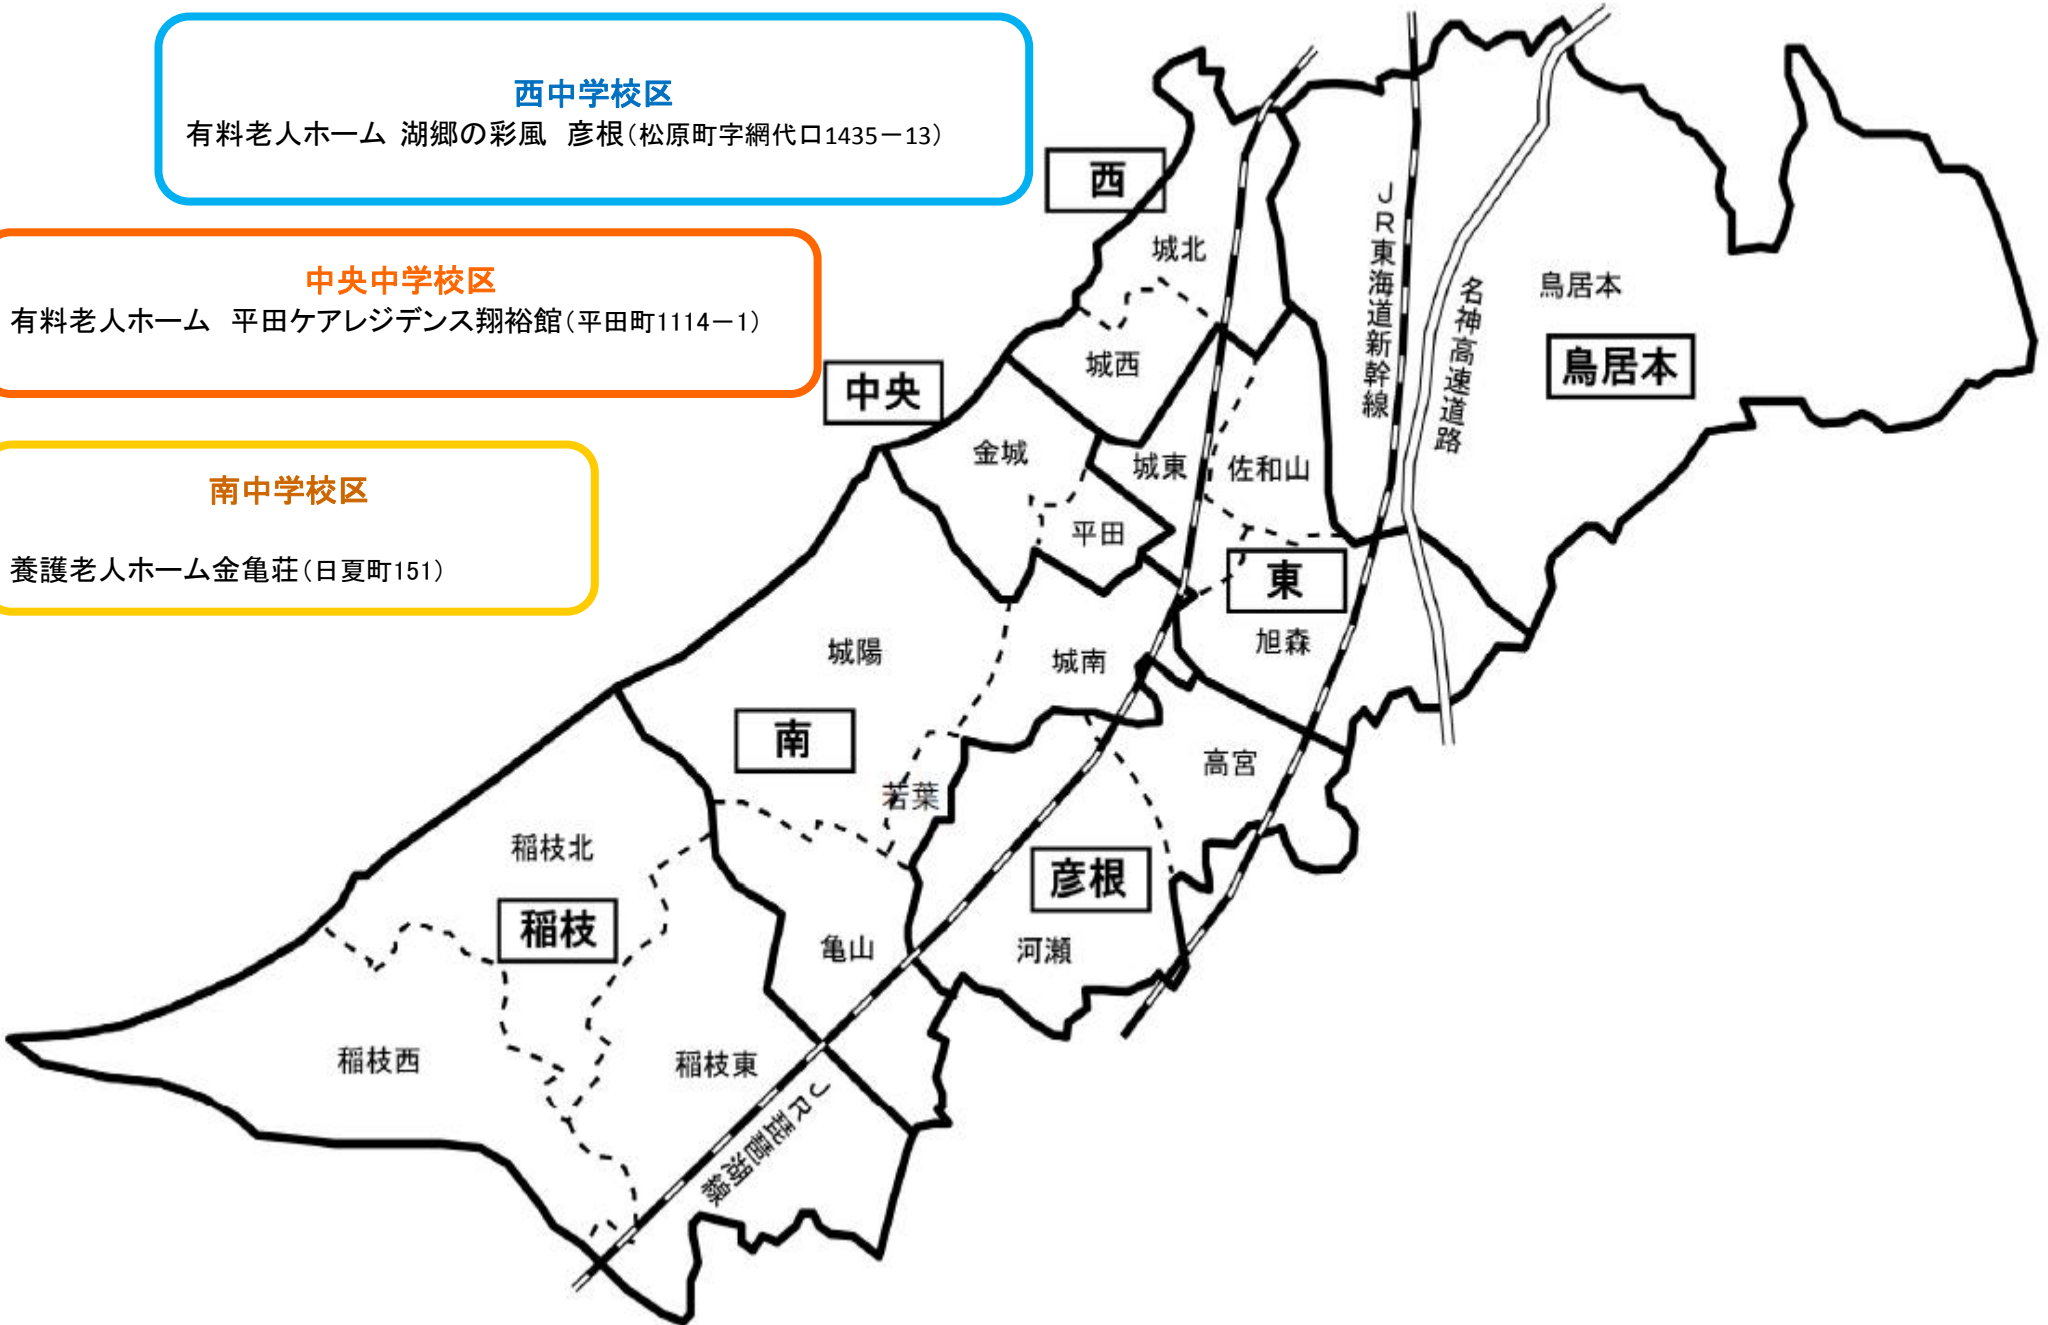 西中学校区
有料老人ホーム 湖郷の彩風　彦根（松原町字網代口1435－13）
中央中学校区
有料老人ホーム　平田ケアレジデンス翔裕館（平田町1114－1）
南中学校区
養護老人ホーム金亀荘（日夏町151）
西
城北
城西
中央
金城
平田
城東
佐和山
東
旭森
JR東海道新幹線
名神高速道路
鳥居本
鳥居本
城陽
城南
南
若葉
高宮
彦根
河瀬
亀山
稲枝北
稲枝
稲枝西
稲枝東
JR琵琶湖線